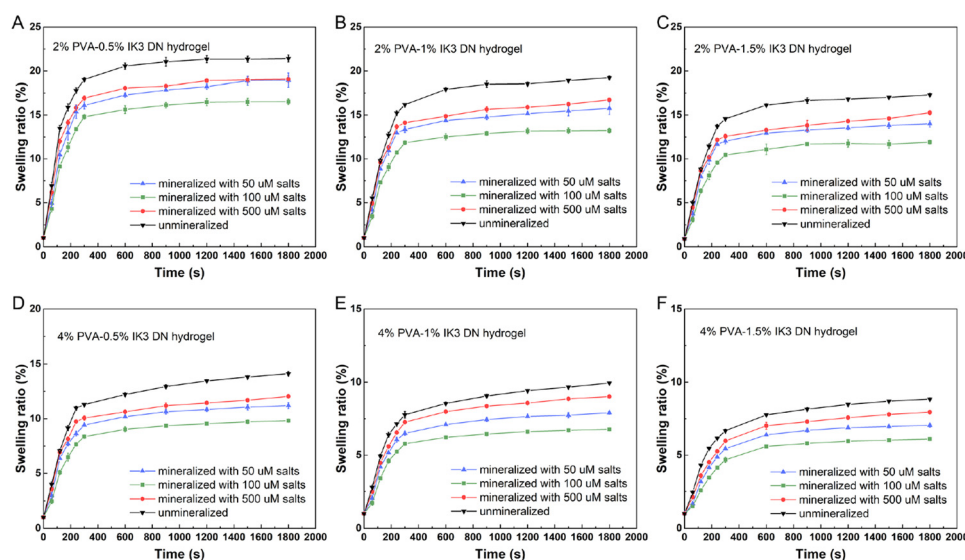 A
2% PVA-0.5% IK3 DN hydrogel
Swelling ratio (%)
25
20
15
10
5
0
mineralized with 50 uM salts
mineralized with 100 uM salts
mineralized with 500 uM salts
unmineralized
0 200 400 600 800 1000 1200 1400 1600 1800 2000
Time (s)
B
2% PVA-1% IK3 DN hydrogel
Swelling ratio (%)
25
20
15
10
5
0
mineralized with 50 uM salts
mineralized with 100 uM salts
mineralized with 500 uM salts
unmineralized
0 200 400 600 800 1000 1200 1400 1600 1800 2000
Time (s)
C
2% PVA-1.5% IK3 DN hydrogel
Swelling ratio (%)
25
20
15
10
5
0
mineralized with 50 uM salts
mineralized with 100 uM salts
mineralized with 500 uM salts
unmineralized
0 200 400 600 800 1000 1200 1400 1600 1800 2000
Time (s)
D
4% PVA-0.5% IK3 DN hydrogel
Swelling ratio (%)
20
15
10
5
0
mineralized with 50 uM salts
mineralized with 100 uM salts
mineralized with 500 uM salts
unmineralized
0 200 400 600 800 1000 1200 1400 1600 1800 2000
Time (s)
E
4% PVA-1% IK3 DN hydrogel
Swelling ratio (%)
15
10
5
0
mineralized with 50 uM salts
mineralized with 100 uM salts
mineralized with 500 uM salts
unmineralized
0 200 400 600 800 1000 1200 1400 1600 1800 2000
Time (s)
F
4% PVA-1.5% IK3 DN hydrogel
Swelling ratio (%)
15
10
5
0
mineralized with 50 uM salts
mineralized with 100 uM salts
mineralized with 500 uM salts
unmineralized
0 200 400 600 800 1000 1200 1400 1600 1800 2000
Time (s)